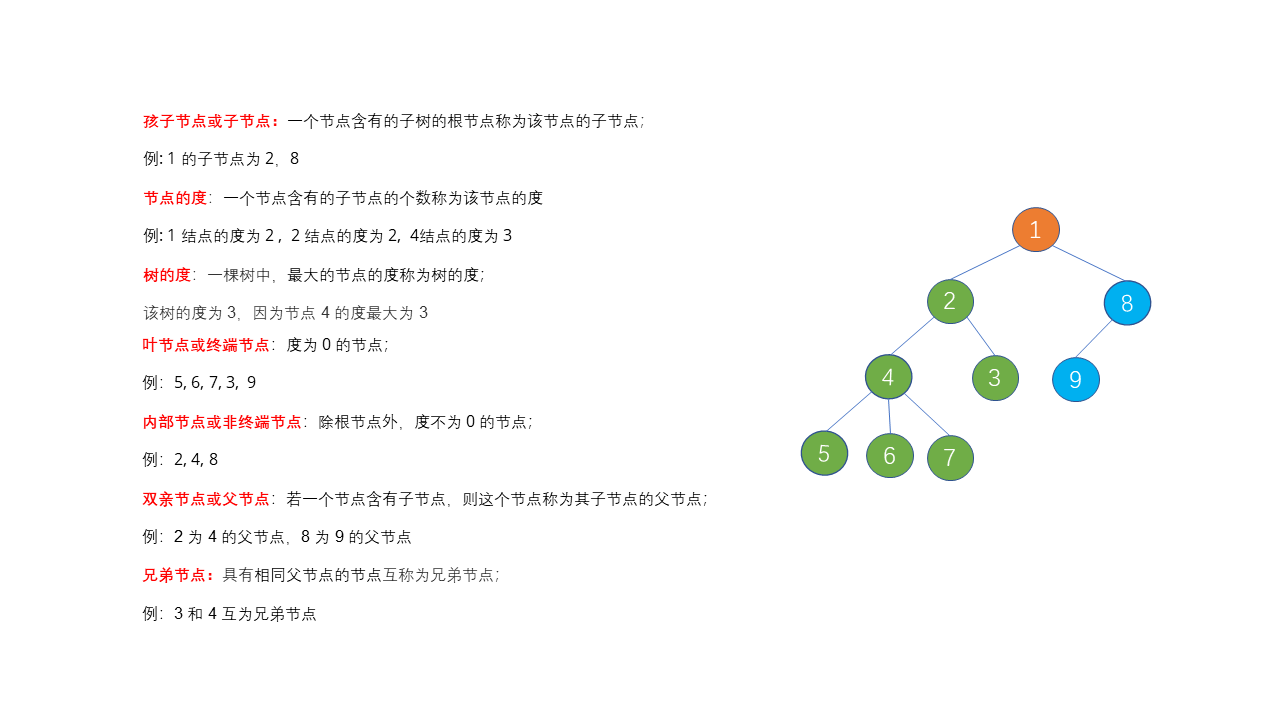 孩子节点或子节点：一个节点含有的子树的根节点称为该节点的子节点；
例: 1 的子节点为 2，8
节点的度：一个节点含有的子节点的个数称为该节点的度
例: 1 结点的度为 2 , 2 结点的度为 2, 4结点的度为 3
树的度：一棵树中，最大的节点的度称为树的度；
该树的度为 3，因为节点 4 的度最大为 3
叶节点或终端节点：度为 0 的节点；
例：5, 6, 7, 3, 9
内部节点或非终端节点：除根节点外，度不为 0 的节点；
例：2, 4, 8
双亲节点或父节点：若一个节点含有子节点，则这个节点称为其子节点的父节点；
例：2 为 4 的父节点，8 为 9 的父节点
兄弟节点：具有相同父节点的节点互称为兄弟节点；
例：3 和 4 互为兄弟节点
1
2
8
4
3
9
5
6
7